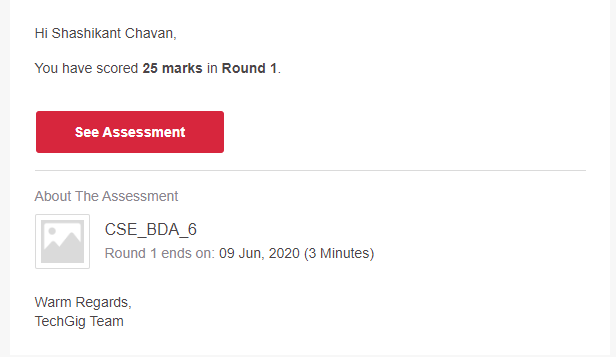 Hi Shashikant Chavan,
You have scored 25 marks in Round 1.
See Assessment
About The Assessment
CSE_BDA_6
Round 1 ends on: 09 Jun, 2020 (3 Minutes)
Warm Regards,
TechGig Team